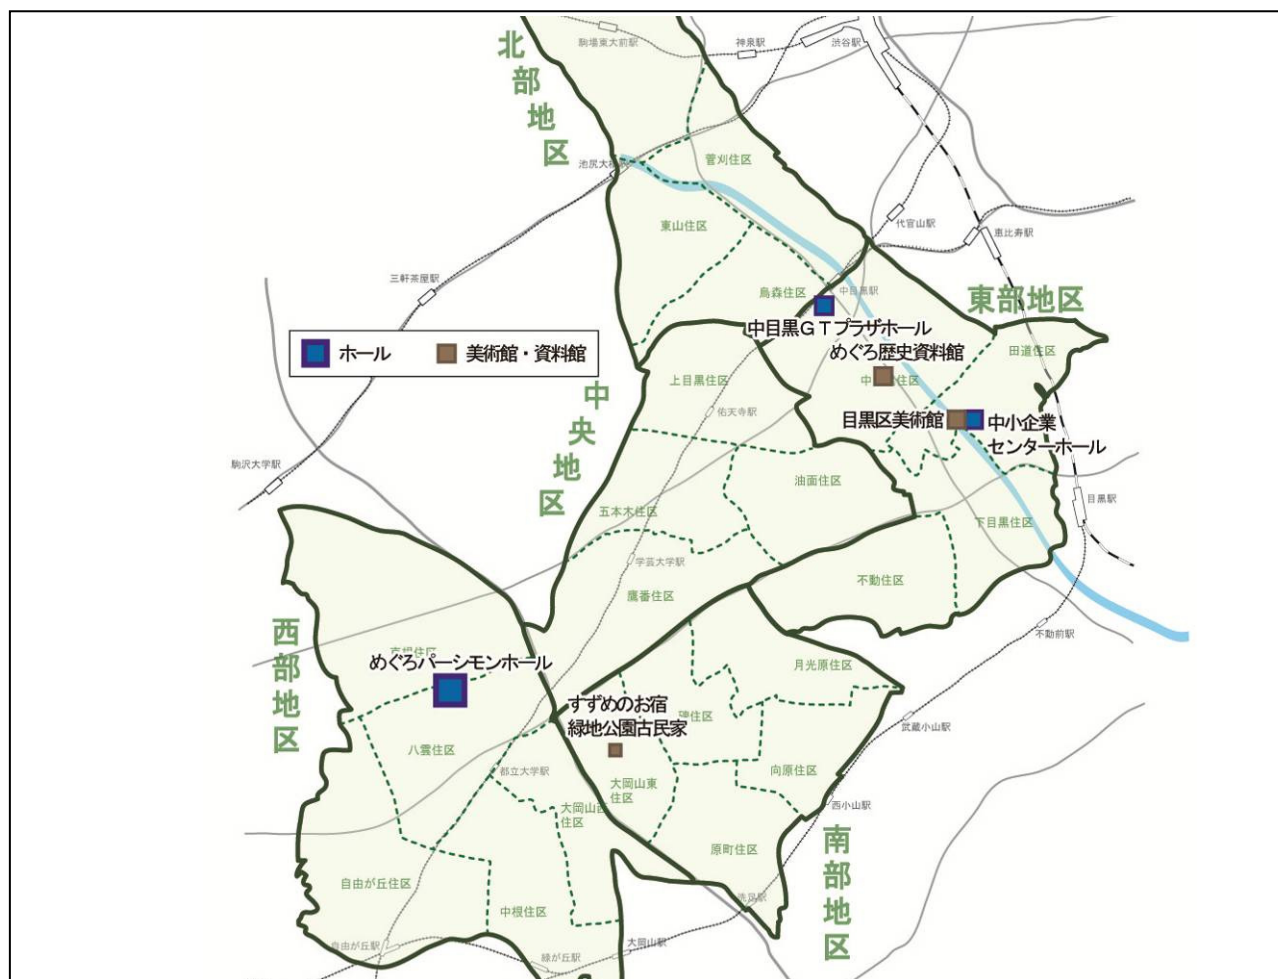 北部地区
駒場東大前駅
神泉駅
渋谷駅
池尻大橋
菅刈住区
東山住区
代官山駅
恵比寿駅
三軒茶屋駅
烏森住区
中目黒駅
東部地区
中目黒GTプラザホール
めぐろ歴史資料館
田道住区
ホール
美術館・資料館
中央地区
上目黒住区
中
住区
祐天寺駅
目黒区美術館
中小企業
センターホール
駒沢大学駅
油面住区
目黒駅
五本木住区
下目黒住区
学芸大学駅
不動住区
鷹番住区
西部地区
不動前駅
住区
めぐろパーシモンホール
月光原住区
すずめのお宿
緑地公園古民家
碑住区
武蔵小山駅
八雲住区
都立大学駅
大岡山東
住区
向原住区
大岡山西
住区
西小山駅
南部地区
原町住区
自由が丘住区
中根住区
洗足駅
自由が丘駅
緑が丘駅
大岡山駅